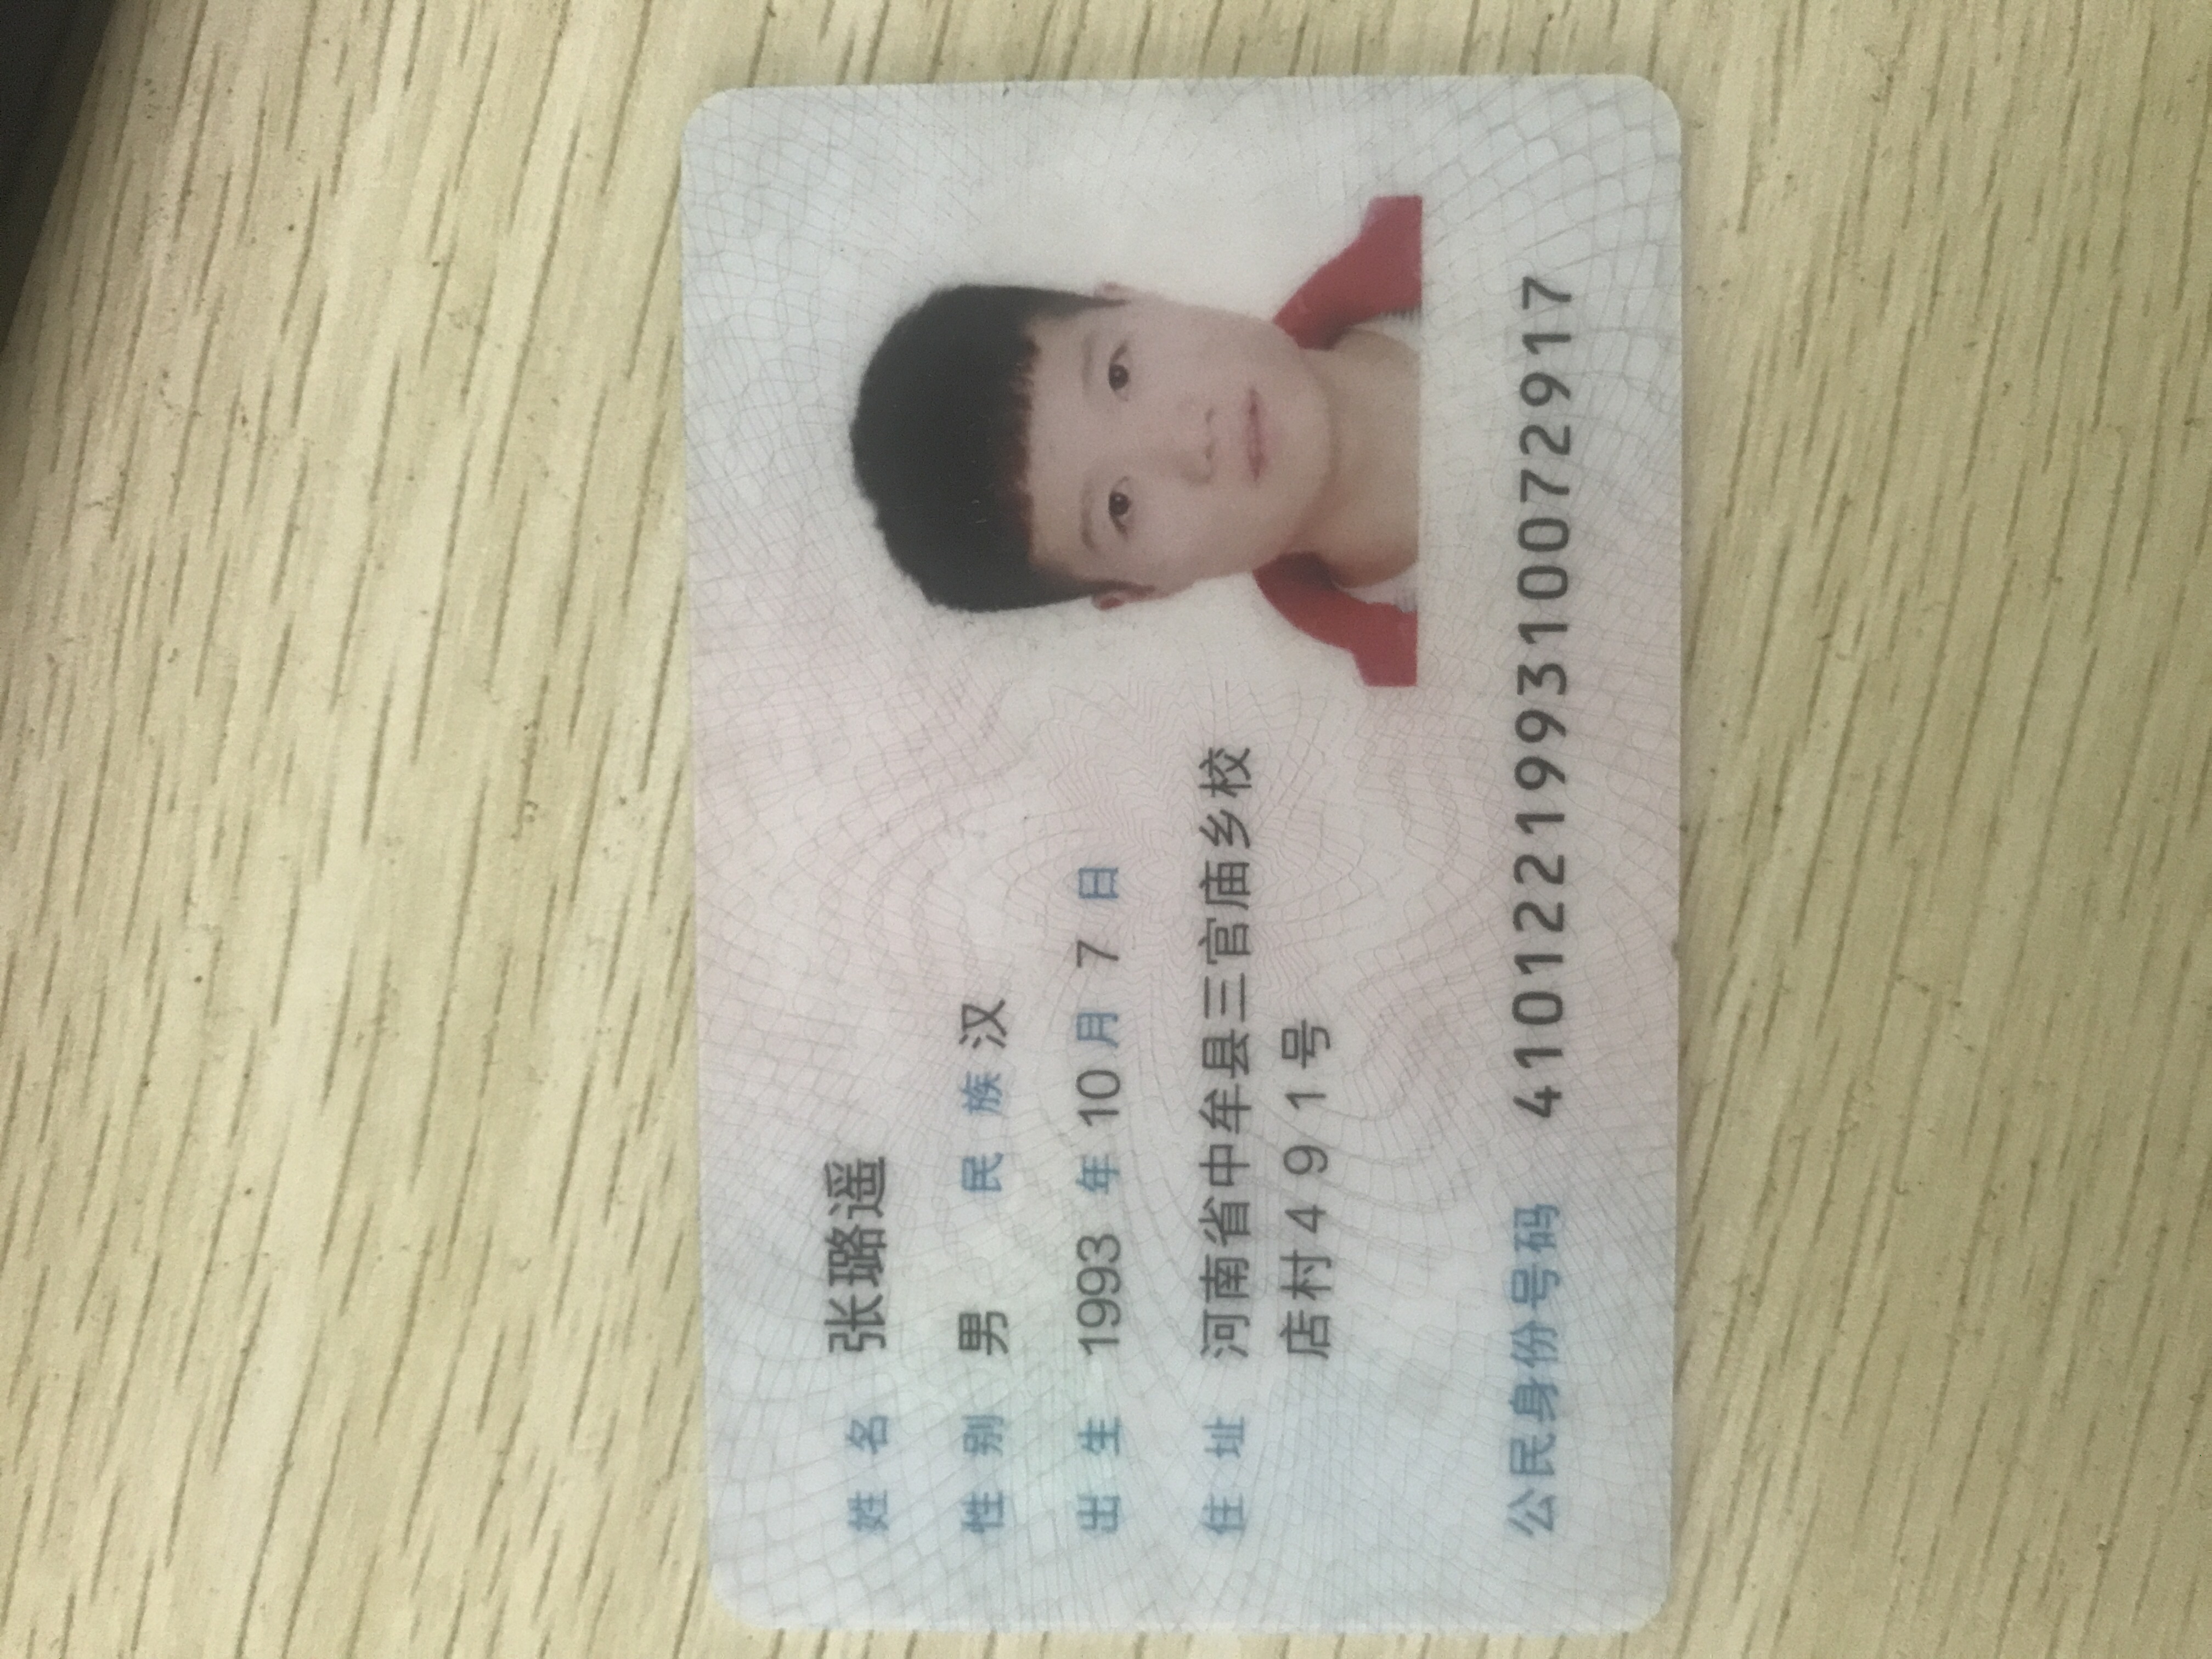 姓名 张璐遥
性别 男 民族 汉
出生 1993 年 10 月 7 日
住址 河南省中牟县三官庙乡校
店村491号
公民身份号码 410122199310072917